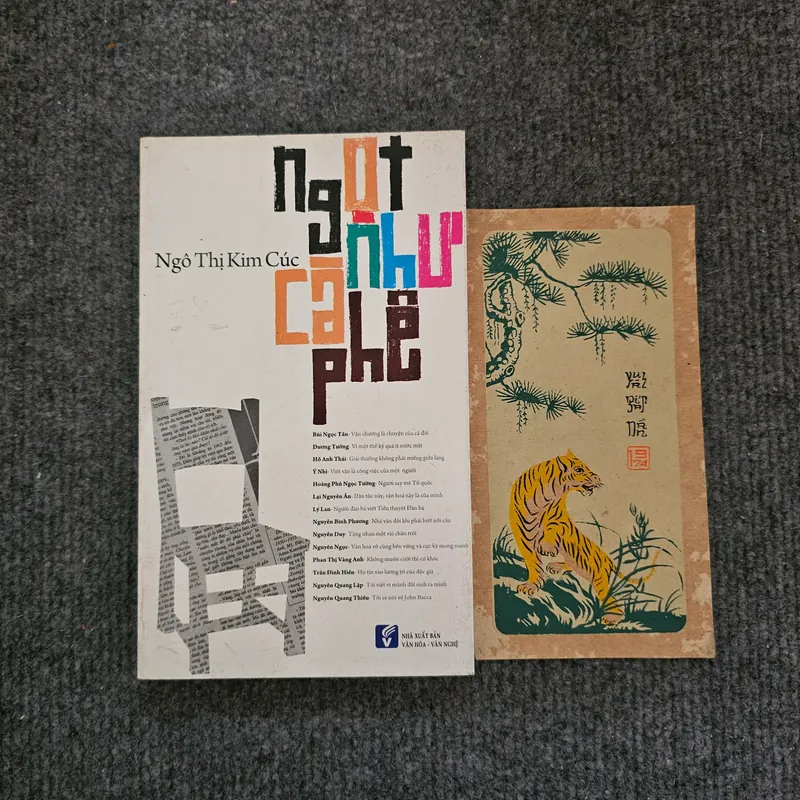 ngọt
như
cà
phê
Ngô Thị Kim Cúc
Bùi Ngọc Tấn - Văn chương là chuyện của cả đời
Dương Tường - Vì một thế kỷ quá ít nước mắt
Hồ Anh Thái - Giải thưởng không phải miếng giữa làng
Ý Nhi - Viết văn là công việc của một người
Hoàng Phủ Ngọc Tường - Người say mê Tổ quốc
Lại Nguyên Ân - Dân tộc này, văn hoá này là của mình
Lý Lan - Người đàn bà viết Tiểu thuyết Đàn bà
Nguyễn Bình Phương - Nhà văn đôi khi phải biết nói câu
Nguyễn Duy - Tặng nhau một vài chân trời
Nguyên Ngọc - Văn hoá vô cùng bền vững và cực kỳ mong manh
Phan Thị Vàng Anh - Không muốn cười thì cứ khóc
Trần Đình Hiến - Họ tin vào lương tri của độc giả
Nguyễn Quang Lập - Tôi viết vì mảnh đất sinh ra mình
Nguyễn Quang Thiều - Tôi sẽ nói về John Bacca
NHÀ XUẤT BẢN
VĂN HÓA - VĂN NGHỆ
1974